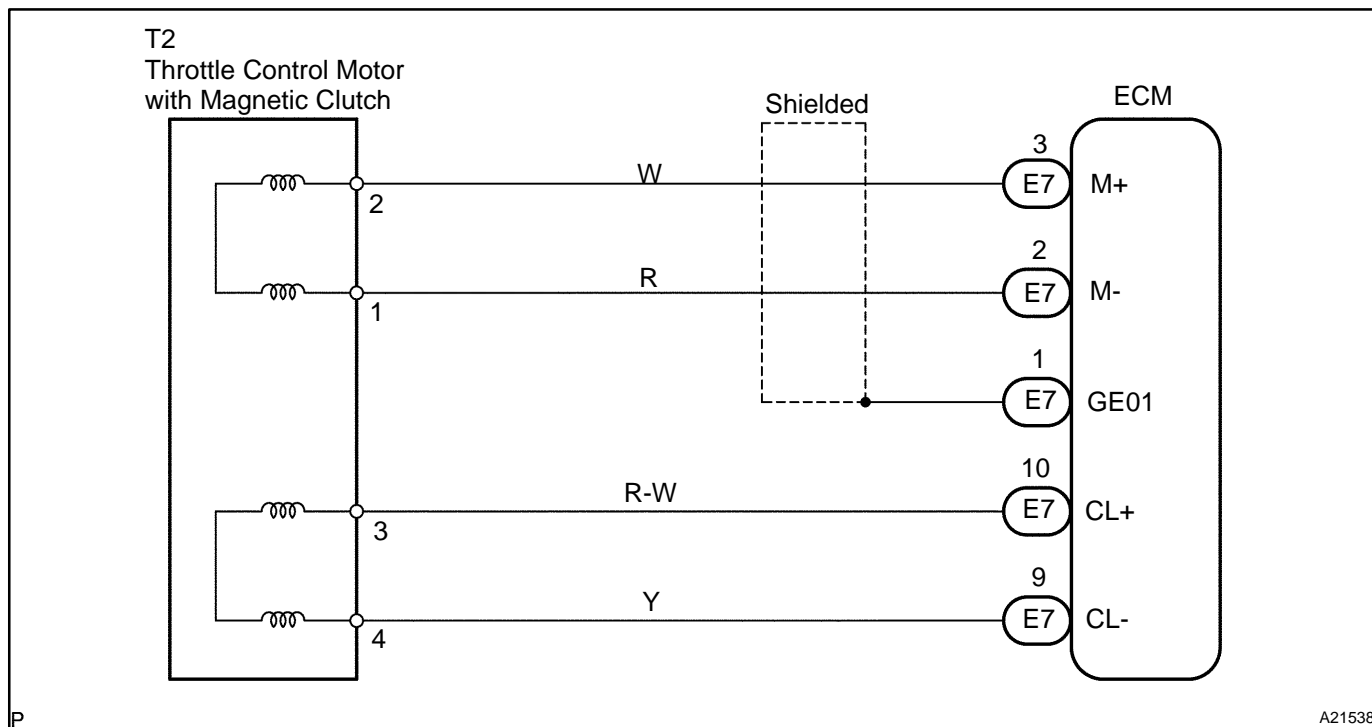 T2
Throttle Control Motor
with Magnetic Clutch
Shielded
ECM
W
2
3
E7
M+
R
1
2
E7
M-
1
E7
GE01
R-W
3
10
E7
CL+
Y
4
9
E7
CL-
P
A21538